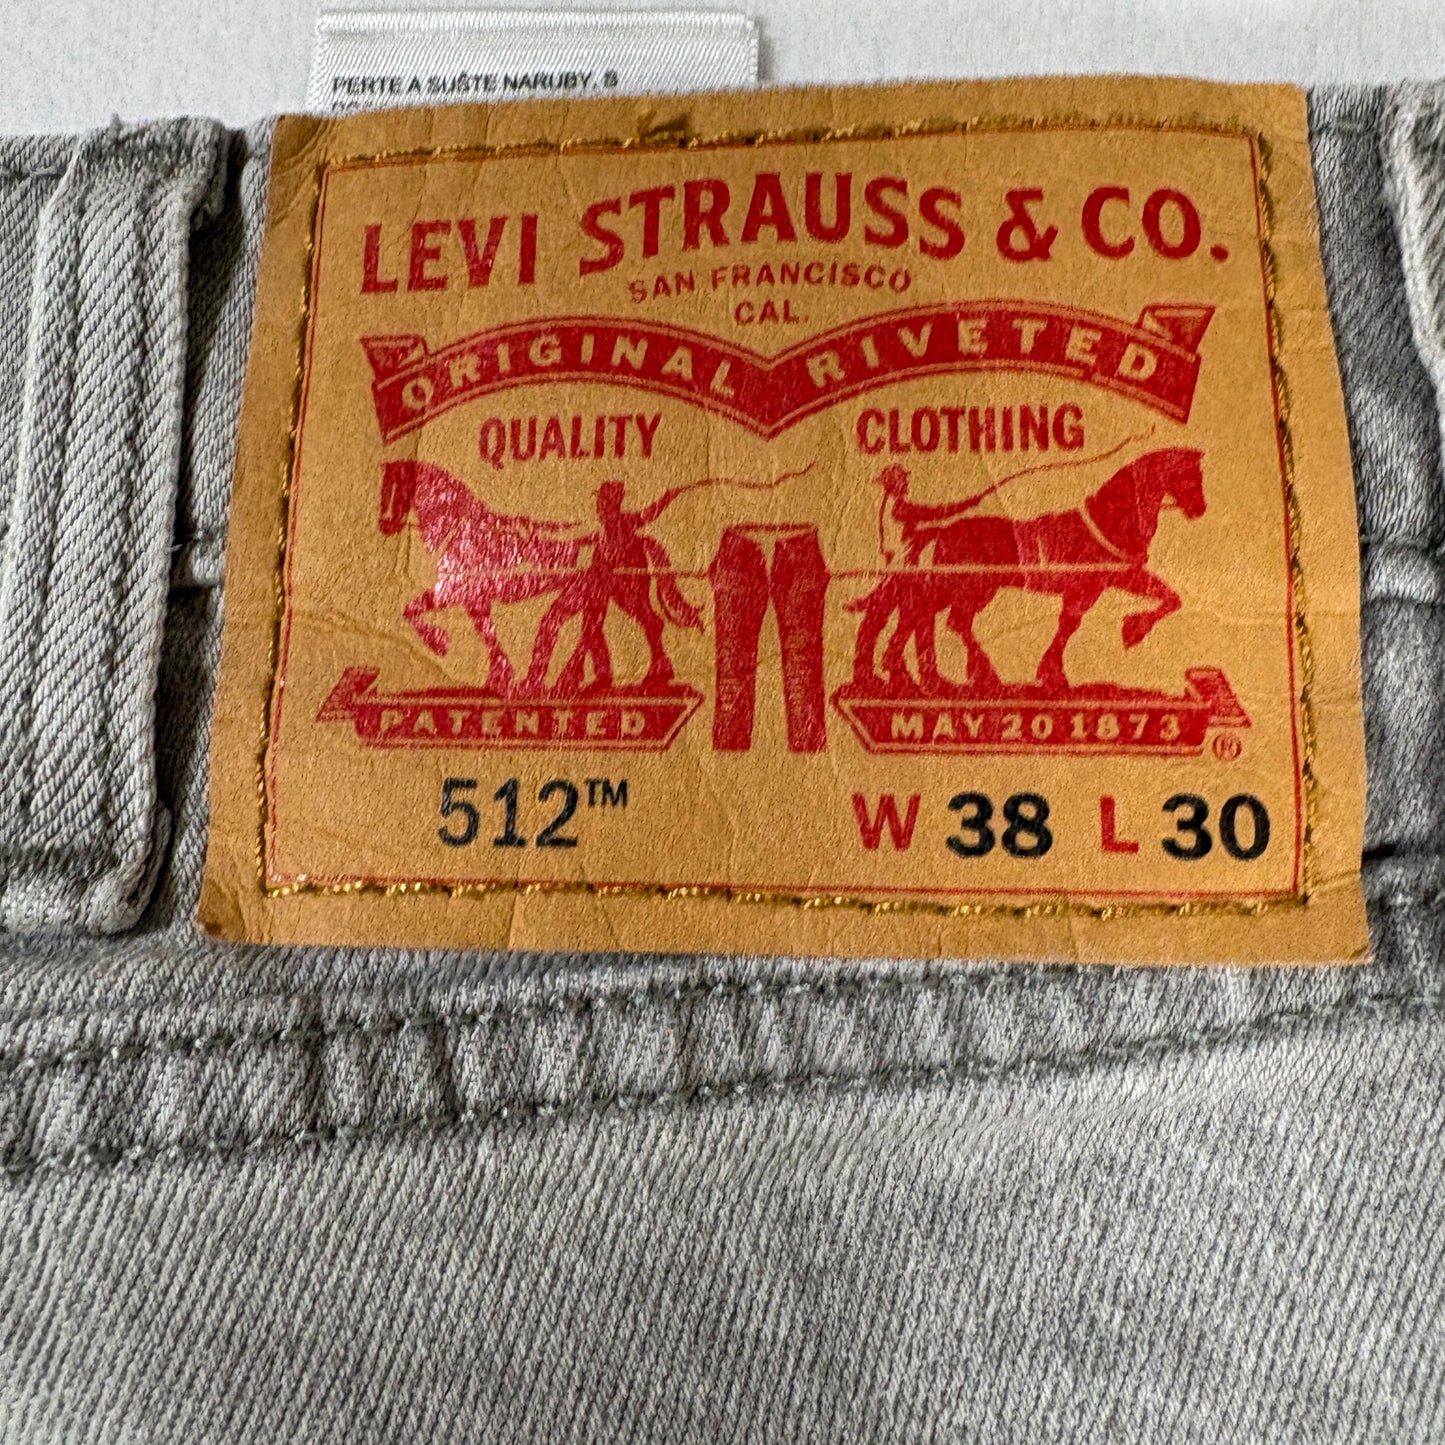 PERTE A SUŠTE NARUBY, S
LEVI STRAUSS & CO.
SAN FRANCISCO
CAL.
ORIGINAL RIVETED
QUALITY CLOTHING
PATENTED MAY 20 1873 ®
512™ W 38 L 30